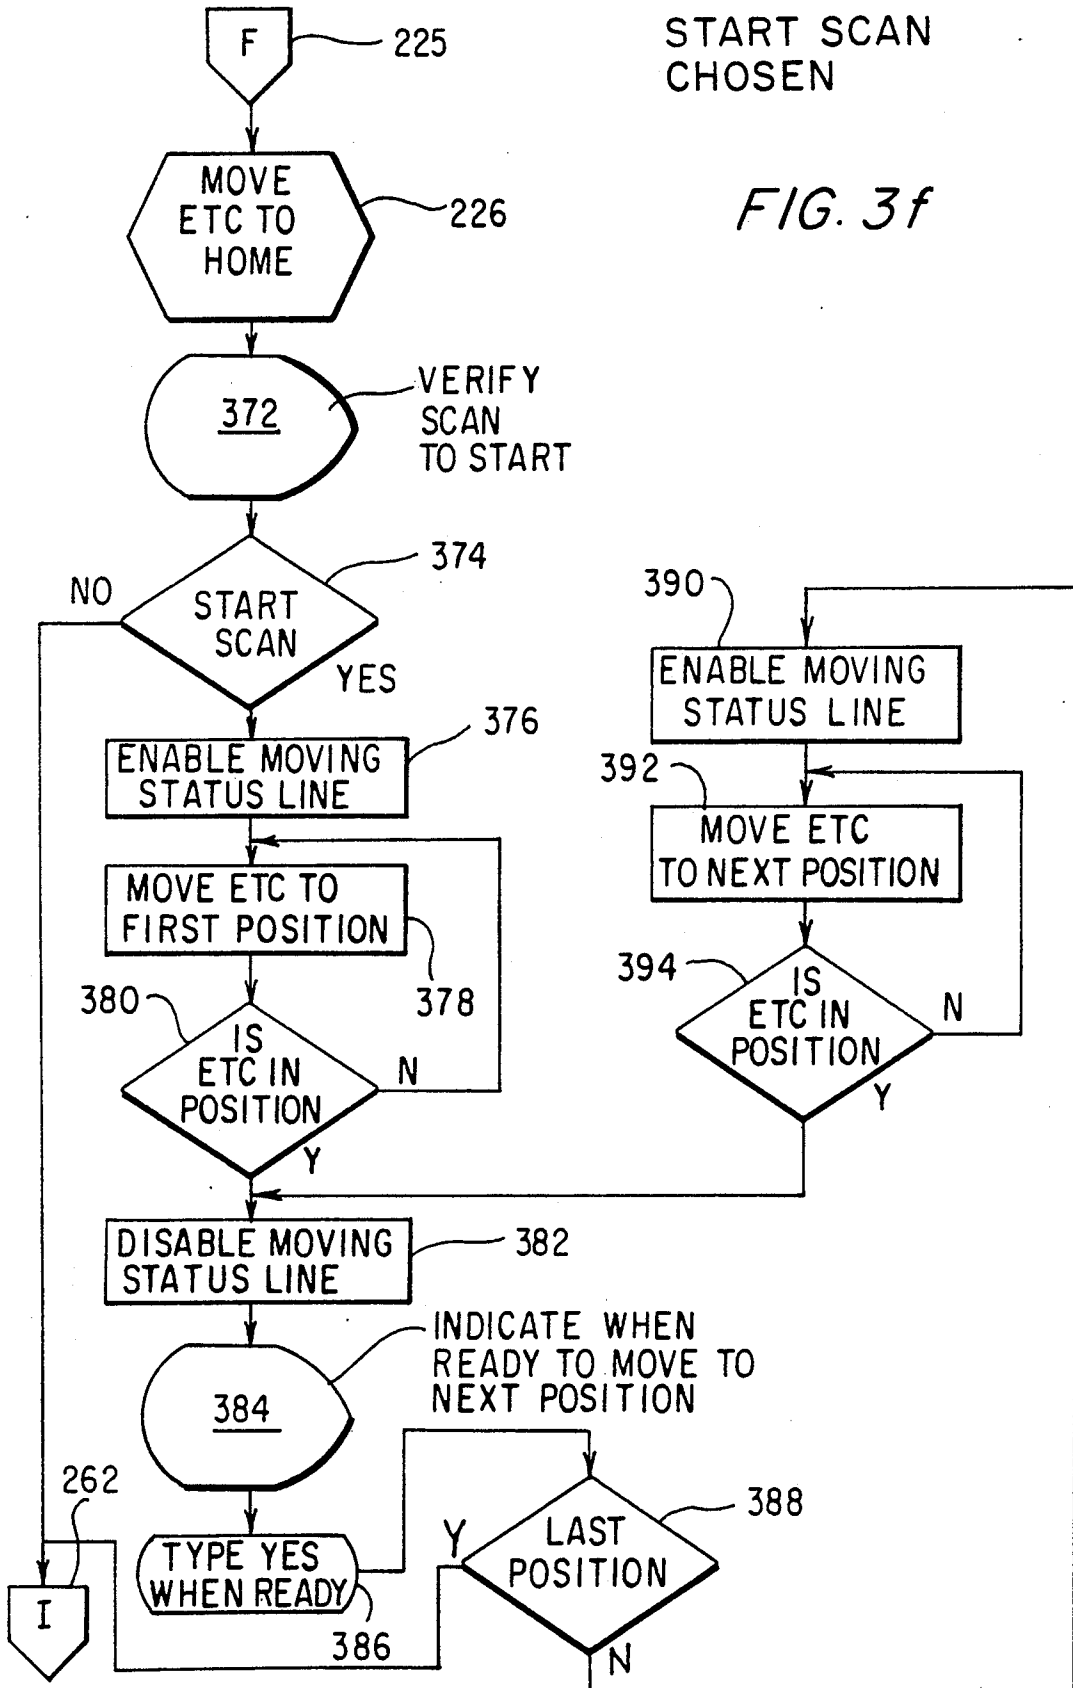 F
225
START SCAN
CHOSEN
FIG. 3f
MOVE
ETC TO
HOME
226
372
VERIFY
SCAN
TO START
374
NO
START
SCAN
YES
376
ENABLE MOVING
STATUS LINE
MOVE ETC TO
FIRST POSITION
378
380
IS
ETC IN
POSITION
N
Y
390
ENABLE MOVING
STATUS LINE
392
MOVE ETC
TO NEXT POSITION
394
IS
ETC IN
POSITION
N
Y
DISABLE MOVING
STATUS LINE
382
384
INDICATE WHEN
READY TO MOVE TO
NEXT POSITION
262
I
TYPE YES
WHEN READY
386
Y
LAST
POSITION
388
N